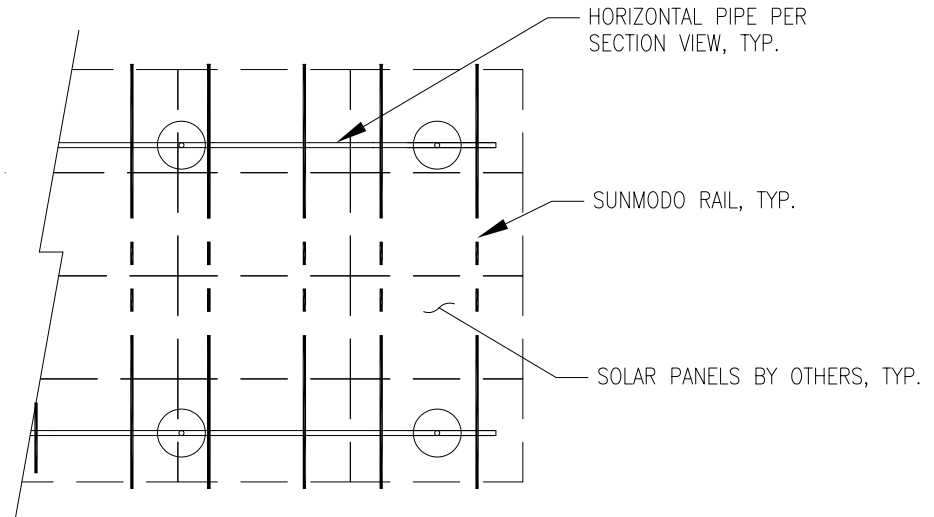 HORIZONTAL PIPE PER
SECTION VIEW, TYP.
SUNMODO RAIL, TYP.
SOLAR PANELS BY OTHERS, TYP.